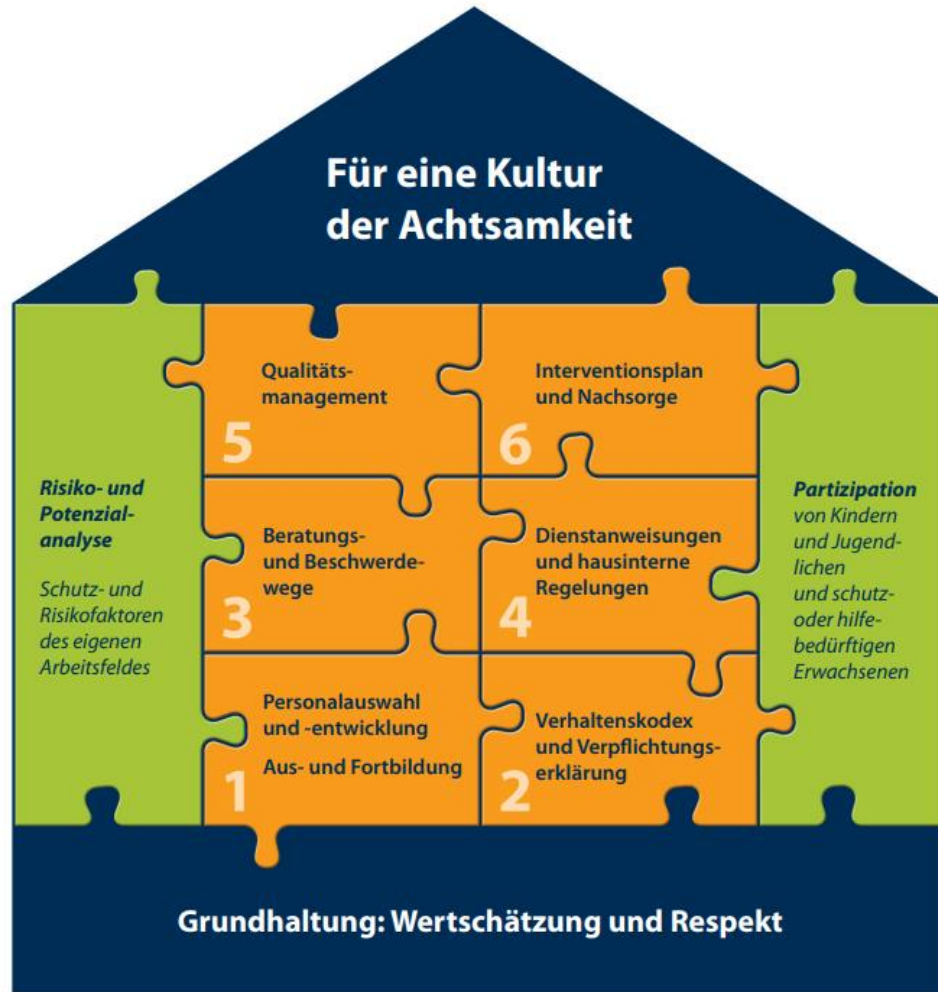 Für eine Kultur
der Achtsamkeit
Risiko- und
Potenzial-
analyse
Schutz- und
Risikofaktoren
des eigenen
Arbeitsfeldes
Qualitäts-
management
5
Interventionsplan
und Nachsorge
6
Beratungs-
und Beschwerde-
wege
3
Dienstanweisungen
und hausinterne
Regelungen
4
Personalauswahl
und -entwicklung
Aus- und Fortbildung
1
Verhaltenskodex
und Verpflichtungs-
erklärung
2
Partizipation
von Kindern
und Jugend-
lichen
und schutz-
oder hilfe-
bedürftigen
Erwachsenen
Grundhaltung: Wertschätzung und Respekt